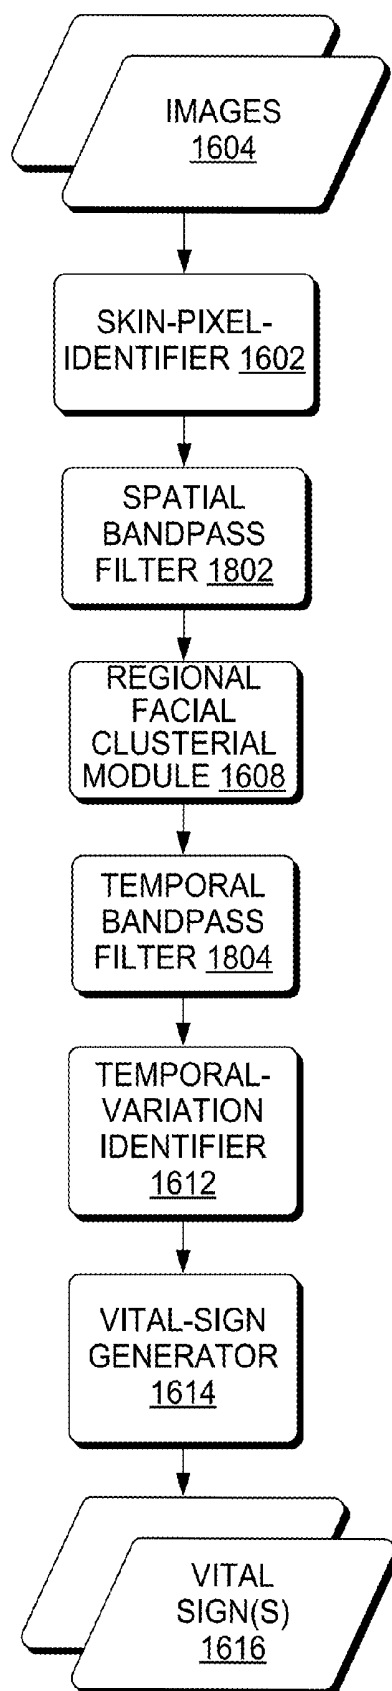 IMAGES
1604
SKIN-PIXEL-
IDENTIFIER 1602
SPATIAL
BANDPASS
FILTER 1802
REGIONAL
FACIAL
CLUSTERIAL
MODULE 1608
TEMPORAL
BANDPASS
FILTER 1804
TEMPORAL-
VARIATION
IDENTIFIER
1612
VITAL-SIGN
GENERATOR
1614
VITAL
SIGN(S)
1616